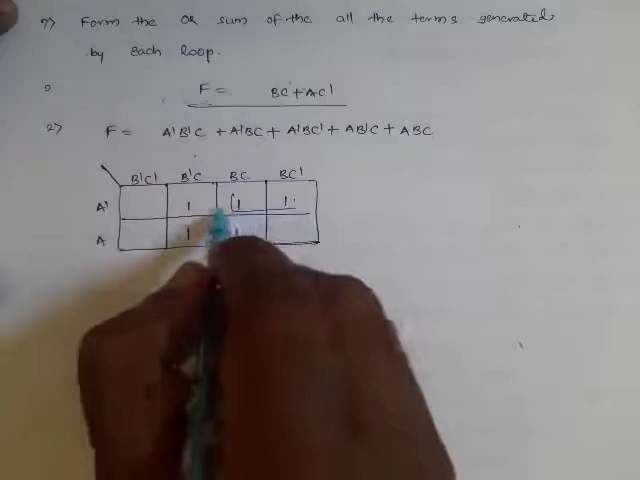 7) Form the OR sum of the all the terms generated
by each loop.
F = BC' + AC'
2) F = A'B'C + A'BC + A'BC' + AB'C + ABC
B'C' B'C BC BC'
A' 1 1 1
A 1